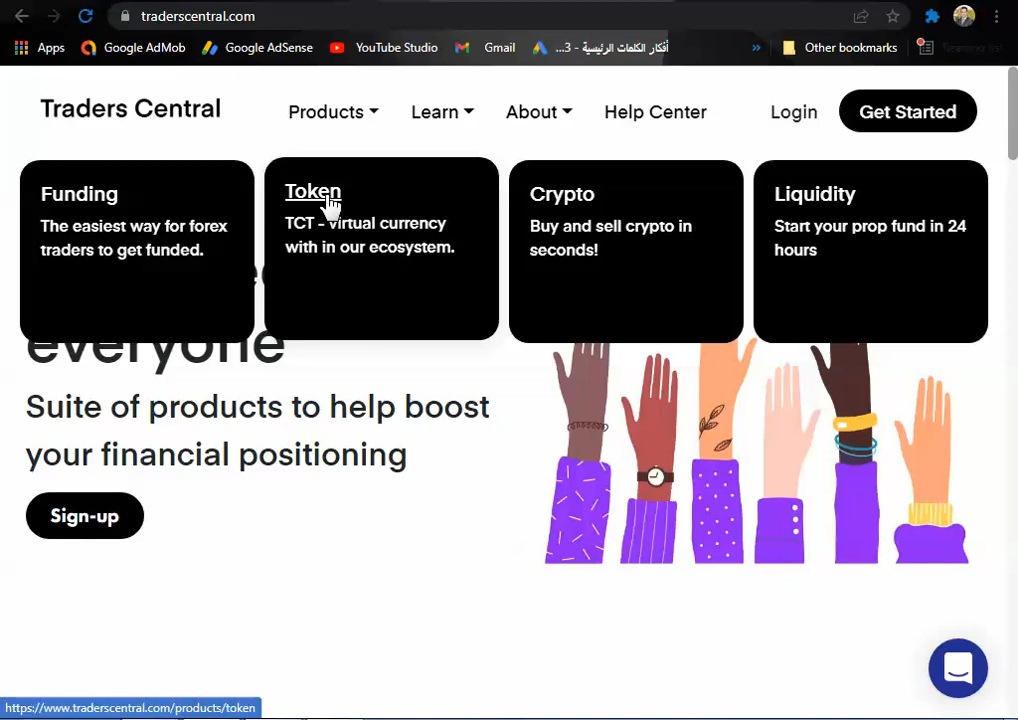 traderscentral.com
Apps
Google AdMob
Google AdSense
YouTube Studio
Gmail
أفكار الكلمات الرئيسية - 3...
»
Other bookmarks
Reading list
Traders Central
Products
Learn
About
Help Center
Login
Get Started
Funding
The easiest way for forex
traders to get funded.
Token
TCT - virtual currency
with in our ecosystem.
Crypto
Buy and sell crypto in
seconds!
Liquidity
Start your prop fund in 24
hours
everyone
Suite of products to help boost
your financial positioning
Sign-up
https://www.traderscentral.com/products/token